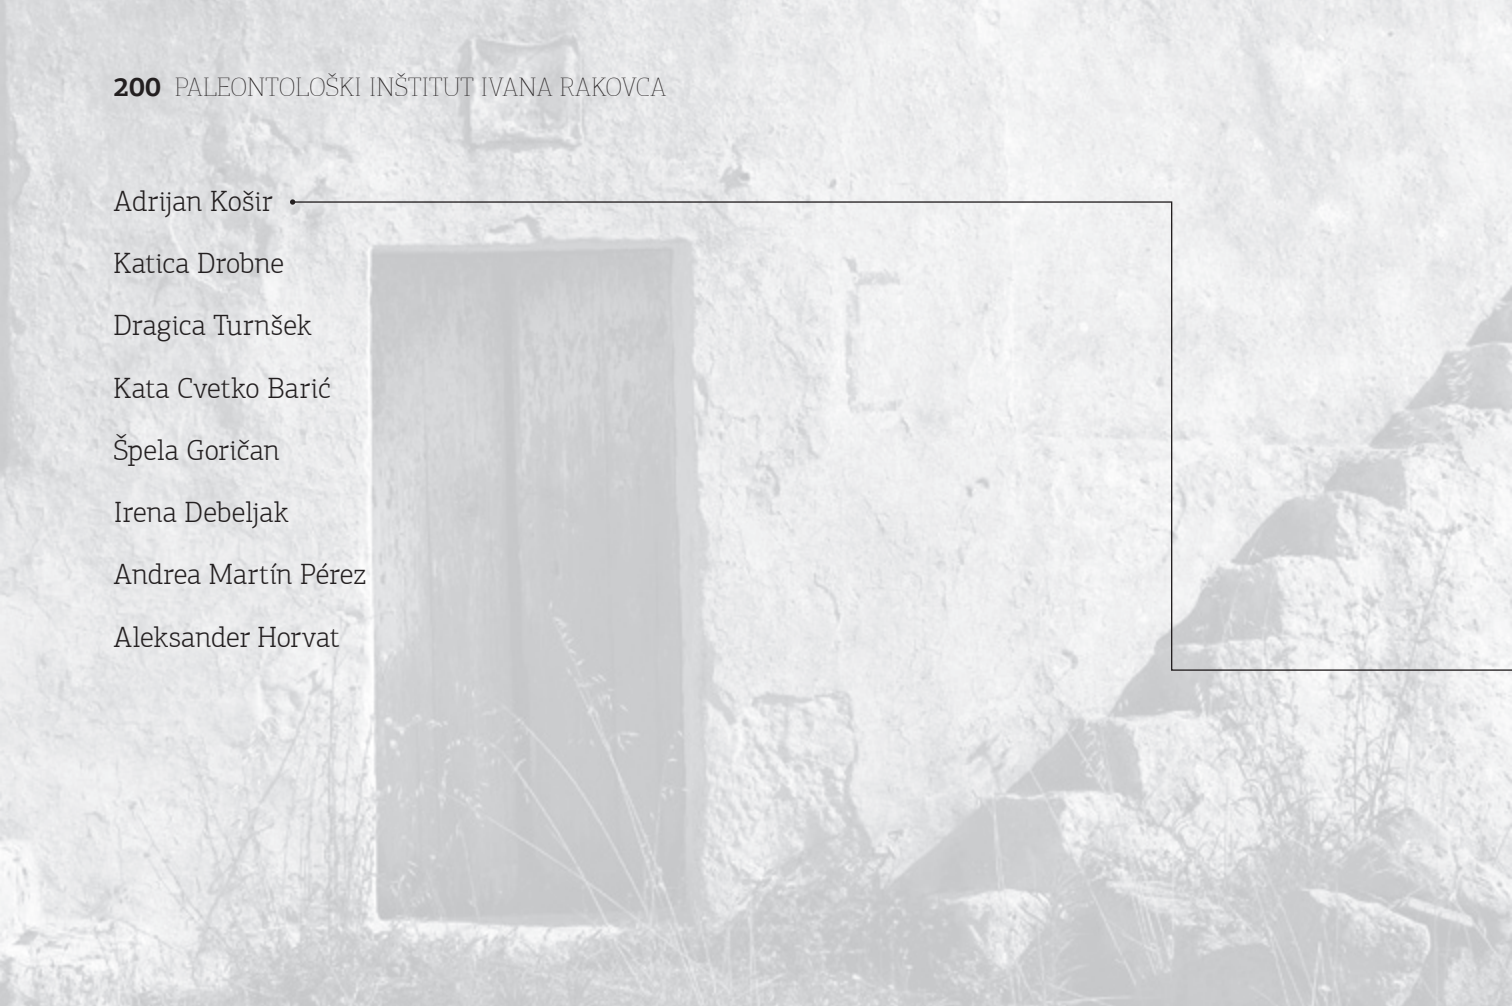 200 PALEONTOLOŠKI INŠTITUT IVANA RAKOVCA
Adrijan Košir
Katica Drobne
Dragica Turnšek
Kata Cvetko Barić
Špela Goričan
Irena Debeljak
Andrea Martín Pérez
Aleksander Horvat